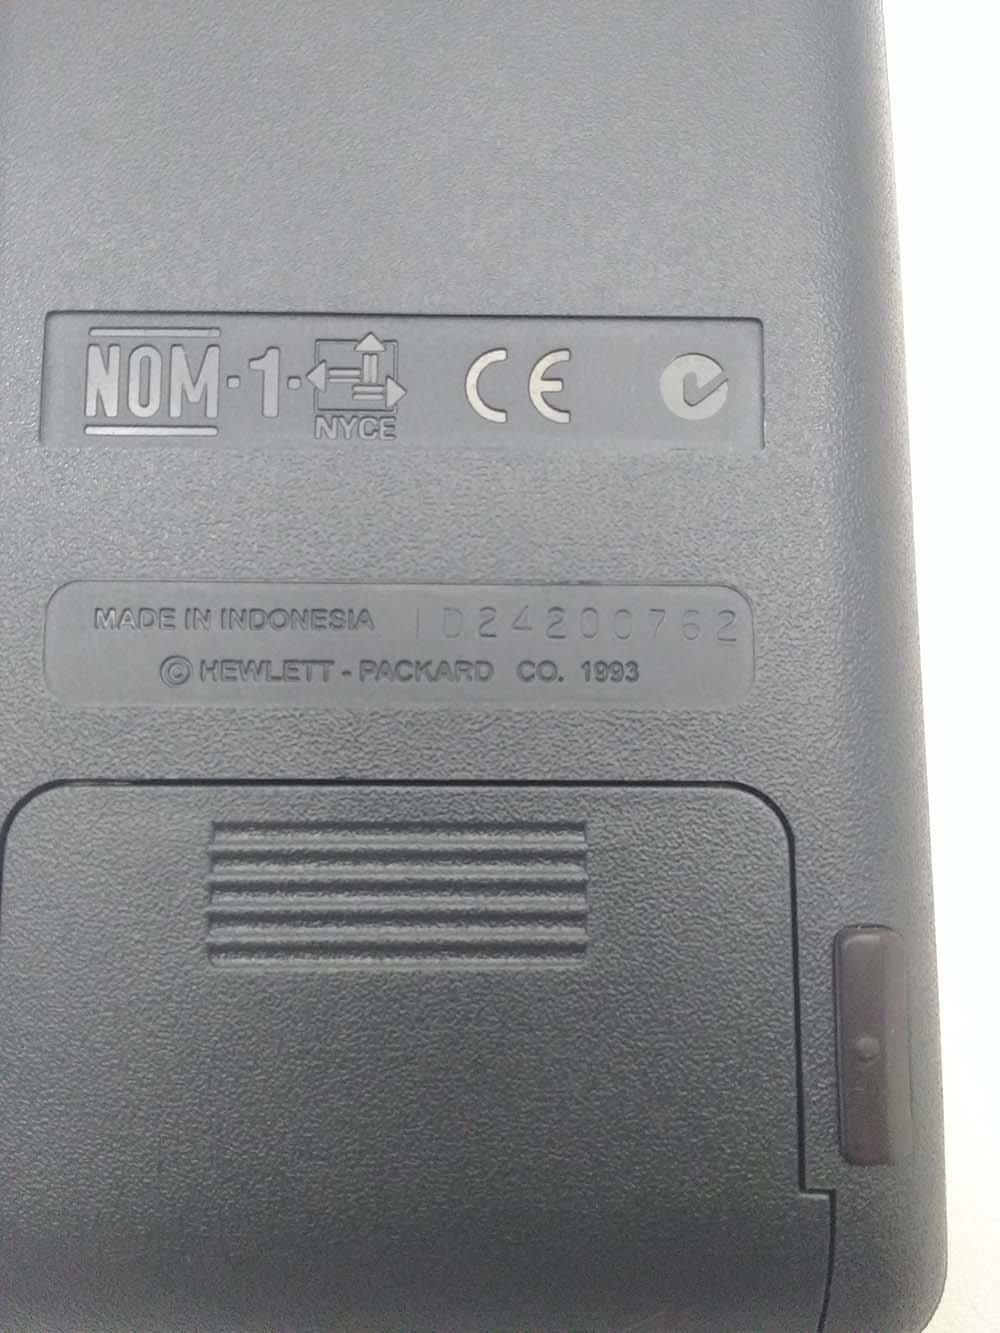 NOM·1·
NYCE
CE
MADE IN INDONESIA ID24200762
© HEWLETT - PACKARD CO. 1993